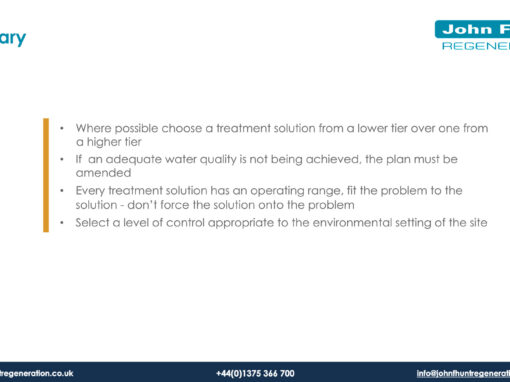 ary
John F
REGENE
• Where possible choose a treatment solution from a lower tier over one from
a higher tier
• If  an adequate water quality is not being achieved, the plan must be
amended
• Every treatment solution has an operating range, fit the problem to the
solution - don’t force the solution onto the problem
• Select a level of control appropriate to the environmental setting of the site
tregeneration.co.uk
+44(0)1375 366 700
info@johnfhuntregenerati